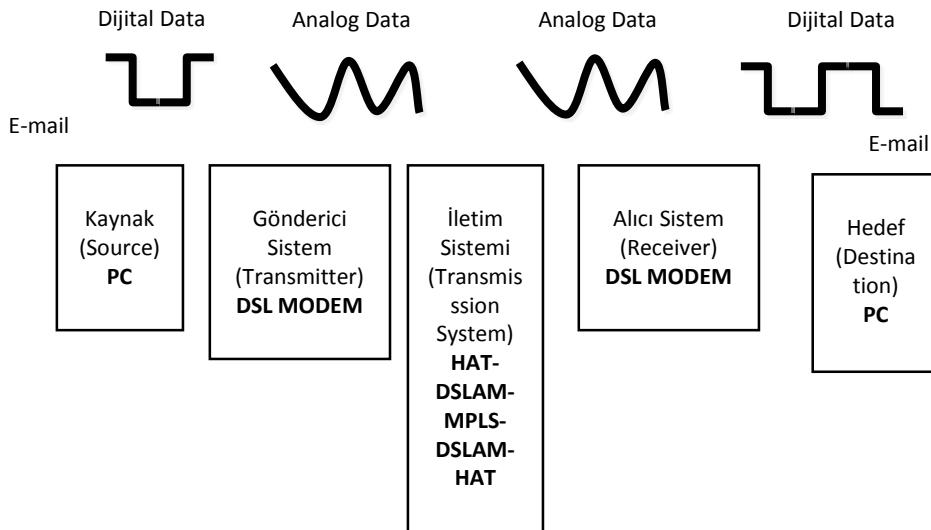 Dijital Data
Analog Data
Analog Data
Dijital Data
E-mail
E-mail
Kaynak
(Source)
PC
Gönderici
Sistem
(Transmitter)
DSL MODEM
İletim
Sistemi
(Transmis
ssion
System)
HAT-
DSLAM-
MPLS-
DSLAM-
HAT
Alıcı Sistem
(Receiver)
DSL MODEM
Hedef
(Destina
tion)
PC